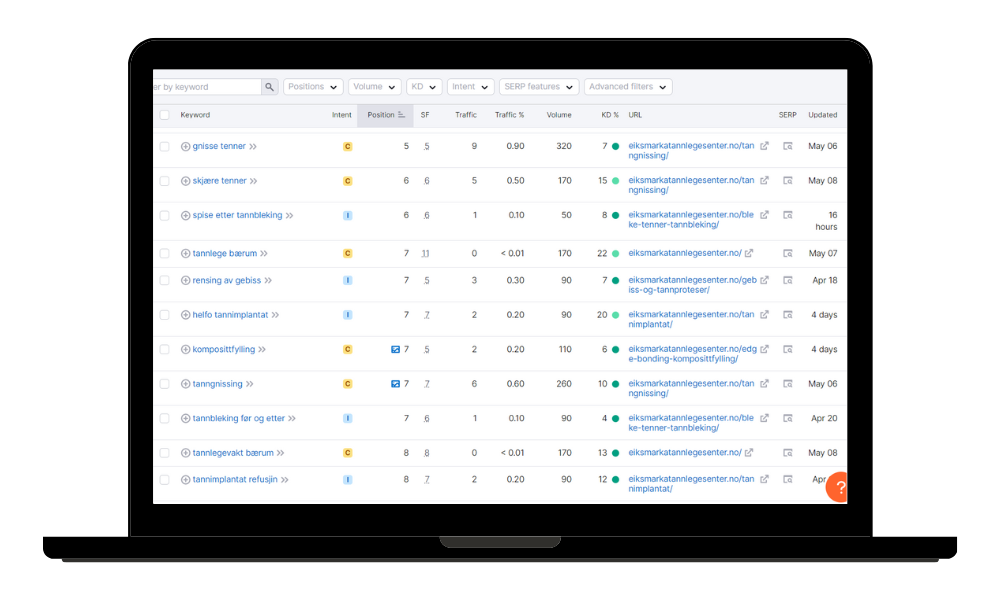 er by keyword Positions Volume KD Intent SERP features Advanced filters
Keyword Intent Position SF Traffic Traffic % Volume KD % URL SERP Updated
gnisse tenner C 5 5 9 0.90 320 7 eiksmarkatannlegesenter.no/tan May 06
ngnissing/
skjære tenner C 6 6 5 0.50 170 15 eiksmarkatannlegesenter.no/tan May 08
ngnissing/
spise etter tannbleking I 6 6 1 0.10 50 8 eiksmarkatannlegesenter.no/ble 16
ke-tenner-tannbleking/ hours
tannlege bærum C 7 11 0 < 0.01 170 22 eiksmarkatannlegesenter.no/ May 07
rensing av gebiss I 7 5 3 0.30 90 7 eiksmarkatannlegesenter.no/geb Apr 18
iss-og-tannproteser/
helfo tannimplantat I 7 7 2 0.20 90 20 eiksmarkatannlegesenter.no/tan 4 days
nimplantat/
komposittfylling C 7 5 2 0.20 110 6 eiksmarkatannlegesenter.no/edg 4 days
e-bonding-komposittfylling/
tanngnissing C 7 7 6 0.60 260 10 eiksmarkatannlegesenter.no/tan May 06
ngnissing/
tannbleking før og etter I 7 6 1 0.10 90 4 eiksmarkatannlegesenter.no/ble Apr 20
ke-tenner-tannbleking/
tannlegevakt bærum C 8 8 0 < 0.01 170 13 eiksmarkatannlegesenter.no/ May 08
tannimplantat refusjin I 8 7 2 0.20 90 12 eiksmarkatannlegesenter.no/tan Apr ?
nimplantat/